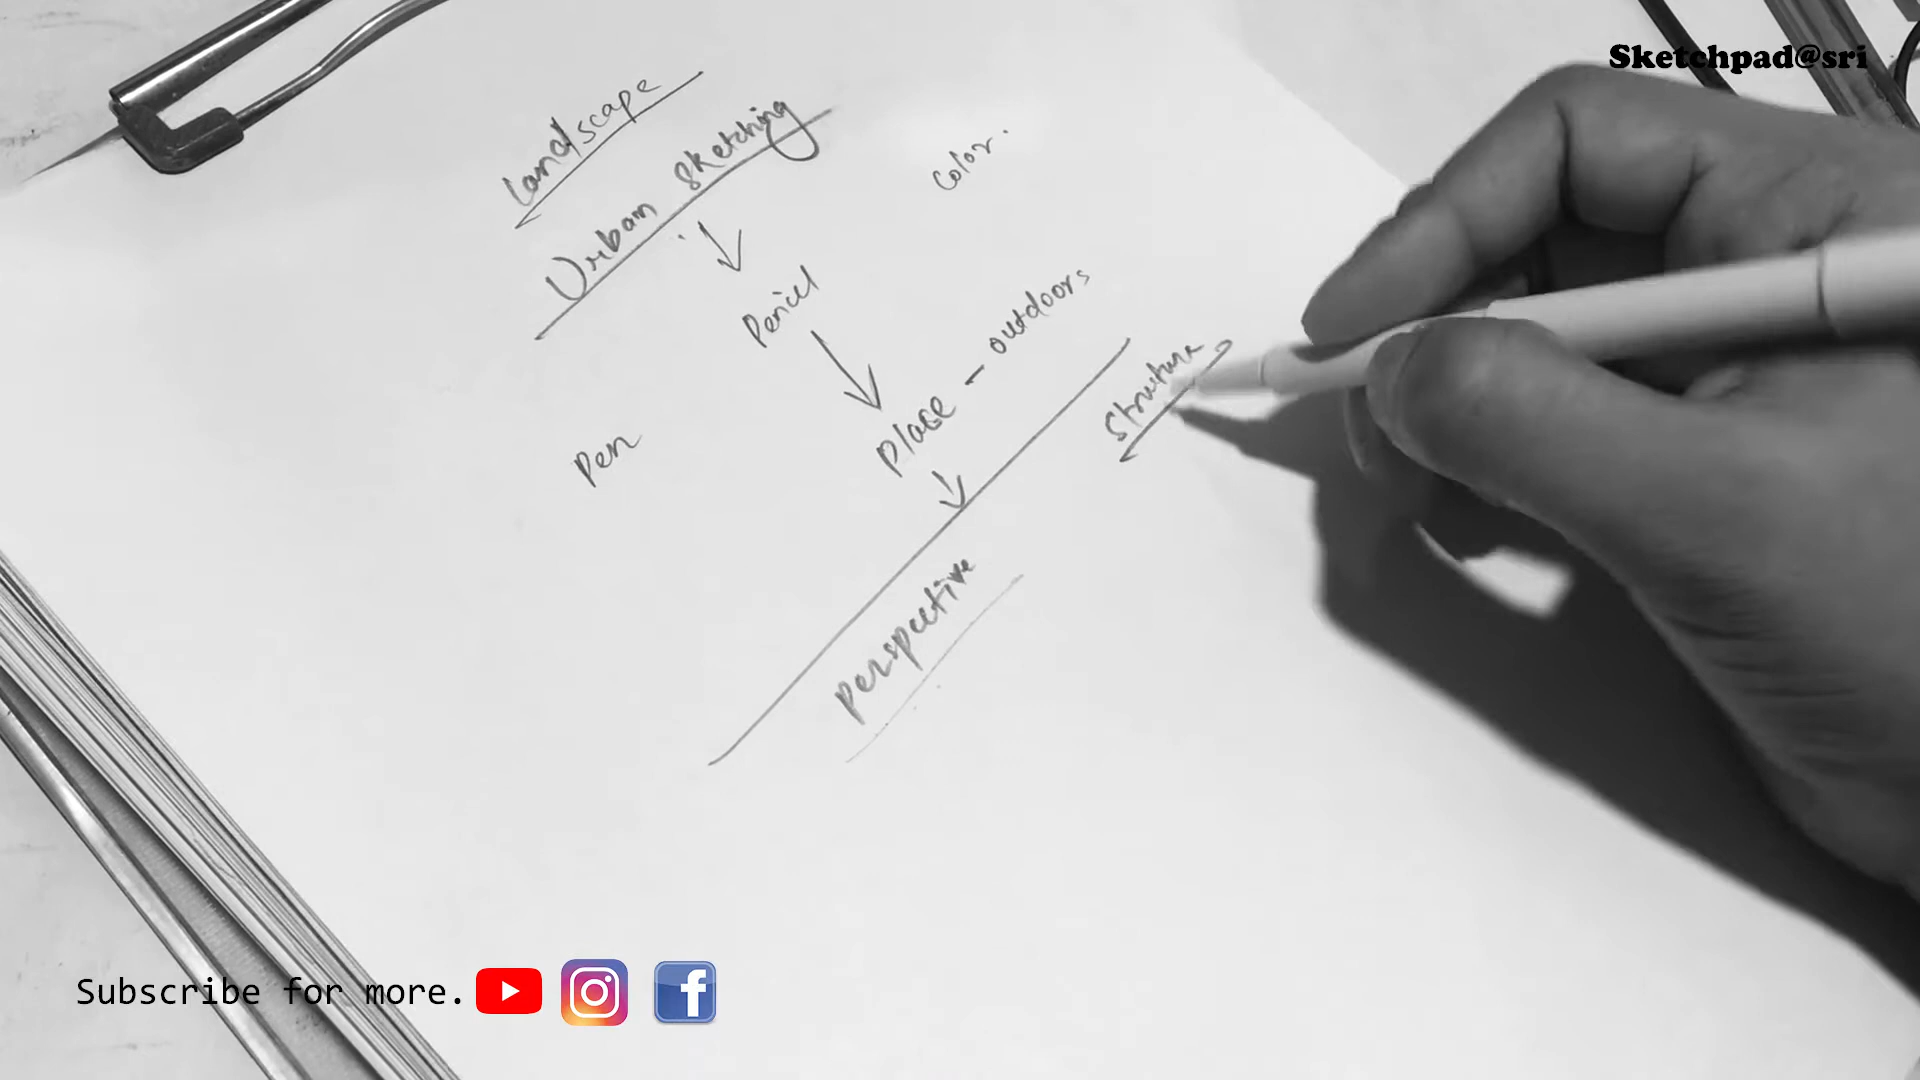 Sketchpad@sri
Landscape
Urban sketching
Color.
Pencil
Place - outdoors
Structure
Pen
Perspective
Subscribe for more.